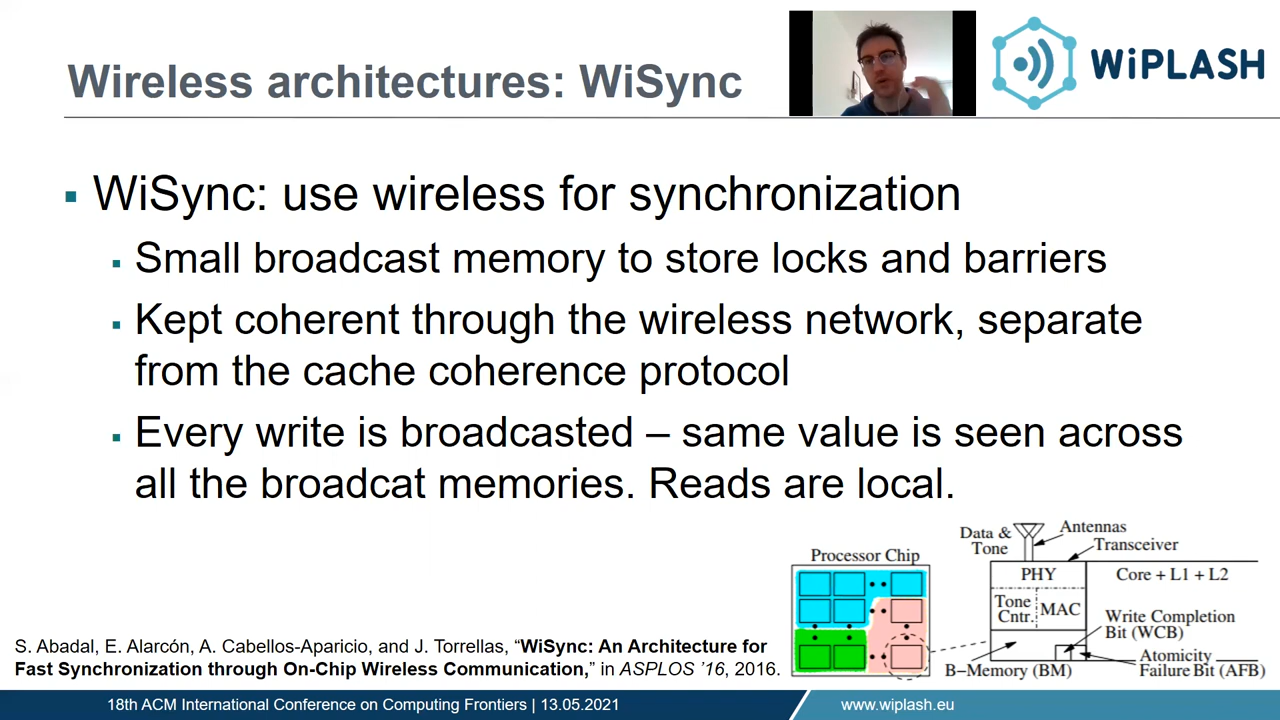 Wireless architectures: WiSync
WiPLASH
WiSync: use wireless for synchronization
Small broadcast memory to store locks and barriers
Kept coherent through the wireless network, separate
from the cache coherence protocol
Every write is broadcasted – same value is seen across
all the broadcat memories. Reads are local.
Processor Chip
Data &
Tone
Antennas
Transceiver
PHY
Core + L1 + L2
Tone
Cntr.
MAC
Write Completion
Bit (WCB)
B-Memory (BM)
Atomicity
Failure Bit (AFB)
S. Abadal, E. Alarcón, A. Cabellos-Aparicio, and J. Torrellas, “WiSync: An Architecture for
Fast Synchronization through On-Chip Wireless Communication,” in ASPLOS ’16, 2016.
18th ACM International Conference on Computing Frontiers | 13.05.2021
www.wiplash.eu